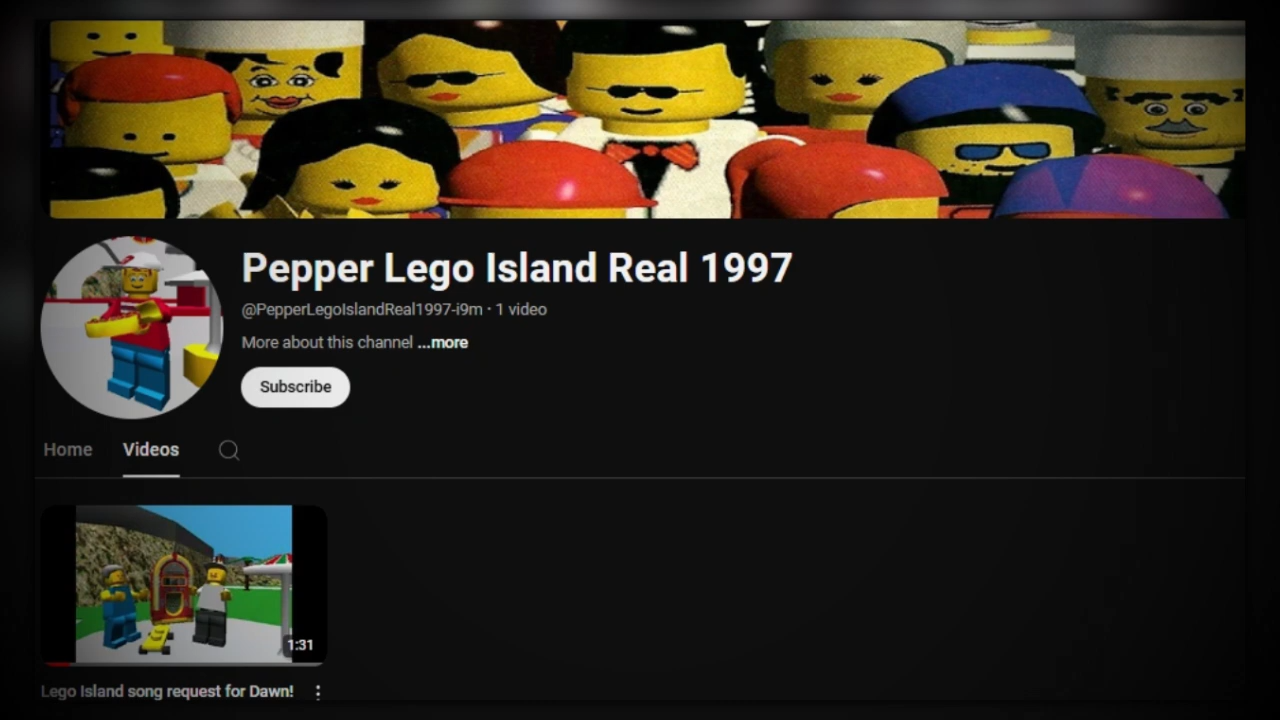 Pepper Lego Island Real 1997
@PepperLegoIslandReal1997-i9m · 1 video
More about this channel ...more
Subscribe
Home Videos
1:31
Lego Island song request for Dawn!